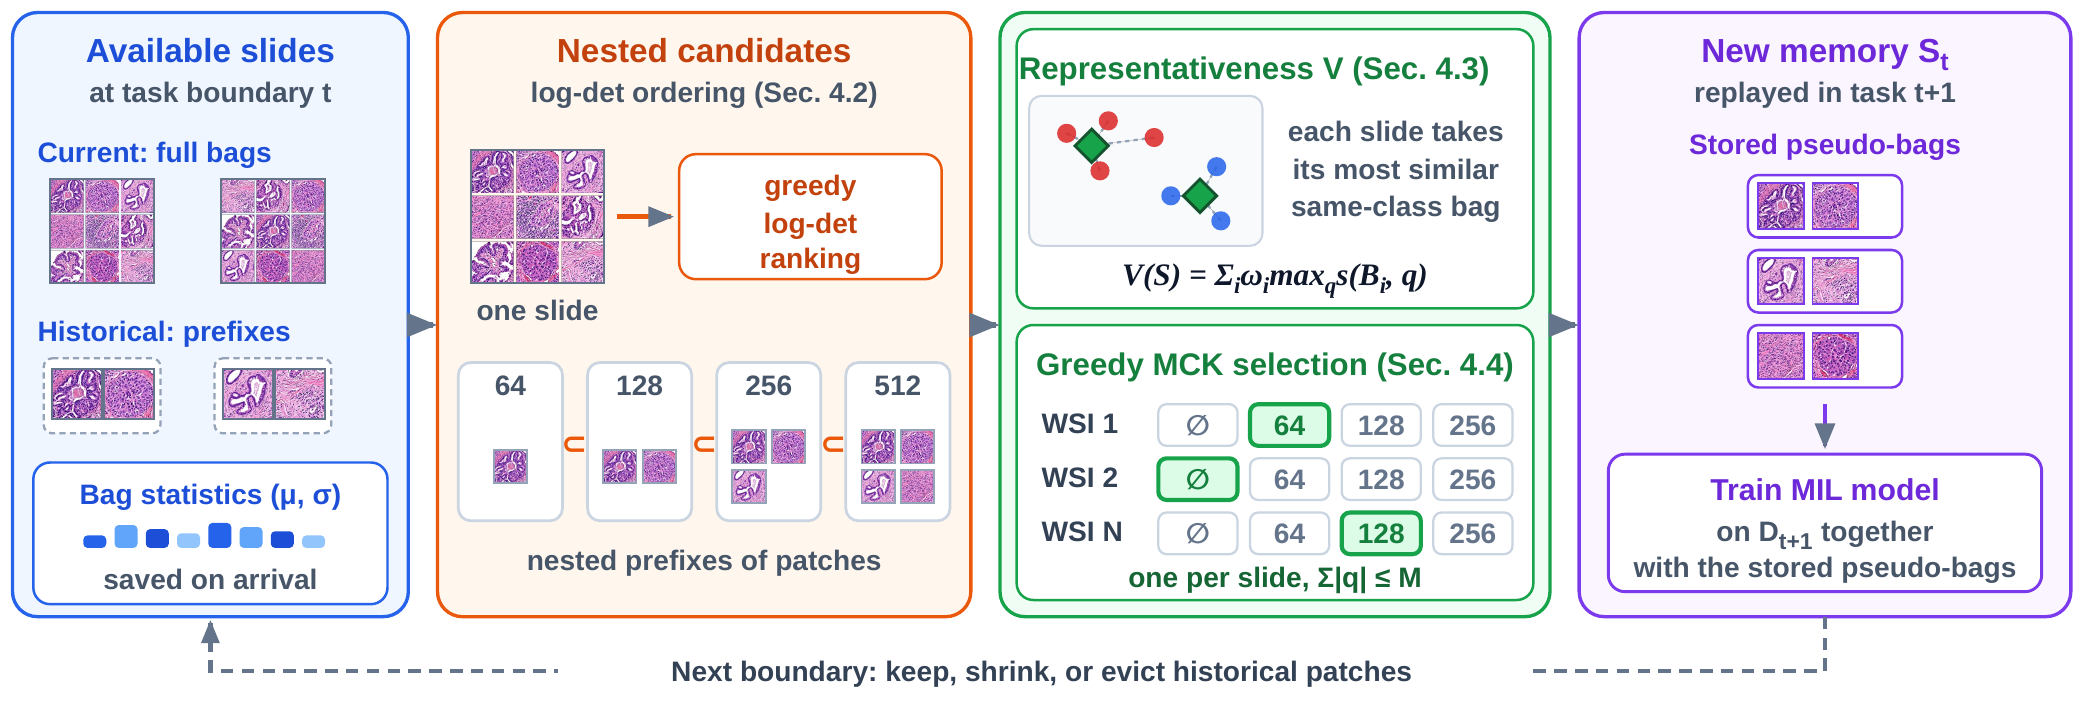 Available slides
at task boundary t
Current: full bags
Historical: prefixes
Bag statistics (μ, σ)
saved on arrival
Nested candidates
log-det ordering (Sec. 4.2)
one slide
greedy
log-det
ranking
64
⊂
128
⊂
256
⊂
512
nested prefixes of patches
Representativeness V (Sec. 4.3)
each slide takes
its most similar
same-class bag
V(S) = Σᵢωᵢmax_q s(Bᵢ, q)
Greedy MCK selection (Sec. 4.4)
WSI 1 ∅ 64 128 256
WSI 2 ∅ 64 128 256
WSI N ∅ 64 128 256
one per slide, Σ|q| ≤ M
New memory S_t
replayed in task t+1
Stored pseudo-bags
Train MIL model
on D_t+1 together
with the stored pseudo-bags
Next boundary: keep, shrink, or evict historical patches